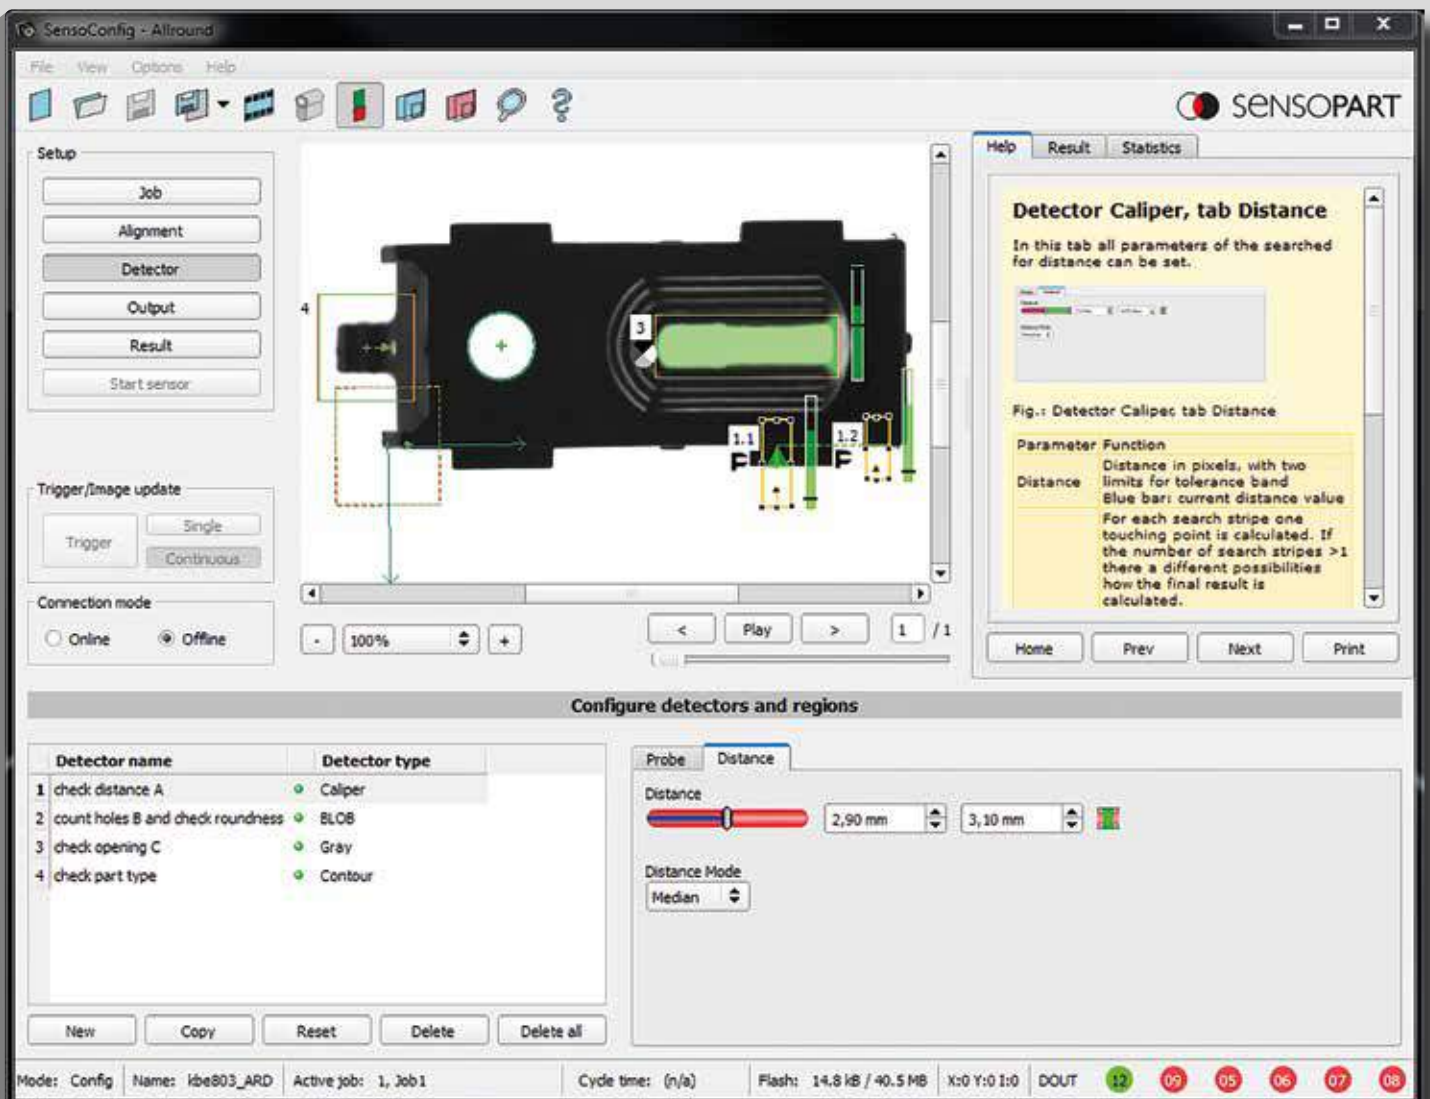 SensoConfig - Allround
File View Options Help
SENSOPART
Setup
Job
Alignment
Detector
Output
Result
Start sensor
Trigger/Image update
Trigger
Single
Continuous
Connection mode
Online Offline
4
3
1.1
1.2
- 100% +
< Play > 1 /1
Help Result Statistics
Detector Caliper, tab Distance
In this tab all parameters of the searched
for distance can be set.
Fig.: Detector Caliper, tab Distance
Parameter Function
Distance
Distance in pixels, with two
limits for tolerance band
Blue bar: current distance value
For each search stripe one
touching point is calculated. If
the number of search stripes >1
there a different possibilities
how the final result is
calculated.
Home Prev Next Print
Configure detectors and regions
Detector name Detector type
1 check distance A Caliper
2 count holes B and check roundness BLOB
3 check opening C Gray
4 check part type Contour
New Copy Reset Delete Delete all
Probe Distance
Distance
2,90 mm 3,10 mm
Distance Mode
Median
Mode: Config Name: kbe803_ARD Active job: 1, Job1 Cycle time: (n/a) Flash: 14.8 kB / 40.5 MB X:0 Y:0 I:0 DOUT 12 09 05 06 07 08